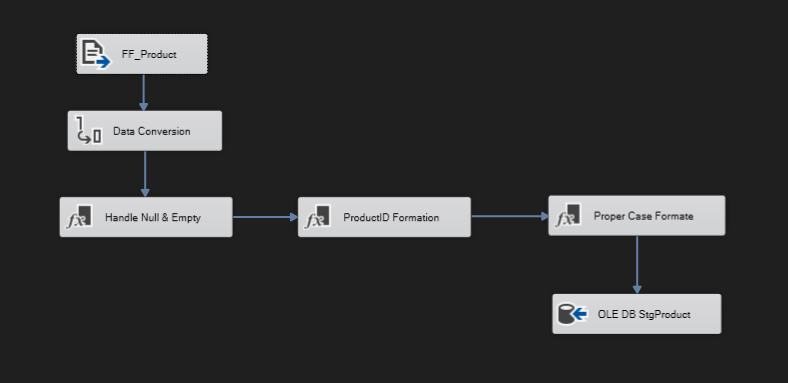 FF_Product
Data Conversion
Handle Null & Empty
ProductID Formation
Proper Case Formate
OLE DB StgProduct